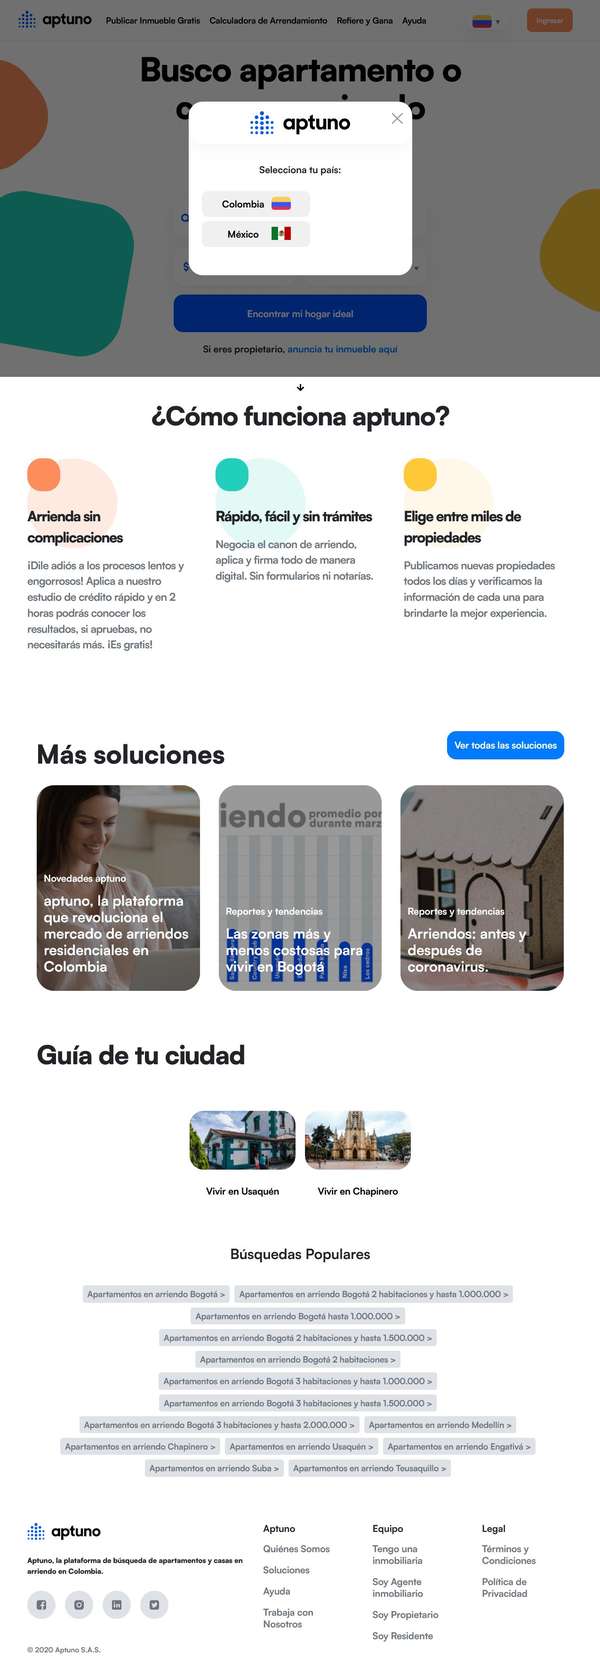 aptuno
Publicar Inmueble Gratis
Calculadora de Arrendamiento
Refiere y Gana
Ayuda
Ingresar
Busco apartamento o
aptuno
Selecciona tu país:
Colombia
México
$
Encontrar mi hogar ideal
Si eres propietario, anuncia tu inmueble aquí
¿Cómo funciona aptuno?
Arrienda sin
complicaciones
¡Dile adiós a los procesos lentos y
engorrosos! Aplica a nuestro
estudio de crédito rápido y en 2
horas podrás conocer los
resultados, si apruebas, no
necesitarás más. ¡Es gratis!
Rápido, fácil y sin trámites
Negocia el canon de arriendo,
aplica y firma todo de manera
digital. Sin formularios ni notarías.
Elige entre miles de
propiedades
Publicamos nuevas propiedades
todos los días y verificamos la
información de cada una para
brindarte la mejor experiencia.
Más soluciones
Ver todas las soluciones
Novedades aptuno
aptuno, la plataforma
que revoluciona el
mercado de arriendos
residenciales en
Colombia
iendo promedio por
durante marz
Reportes y tendencias
Las zonas más y
menos costosas para
vivir en Bogotá
Niza
Los cedros
Reportes y tendencias
Arriendos: antes y
después de
coronavirus.
Guía de tu ciudad
Vivir en Usaquén
Vivir en Chapinero
Búsquedas Populares
Apartamentos en arriendo Bogotá >
Apartamentos en arriendo Bogotá 2 habitaciones y hasta 1.000.000 >
Apartamentos en arriendo Bogotá hasta 1.000.000 >
Apartamentos en arriendo Bogotá 2 habitaciones y hasta 1.500.000 >
Apartamentos en arriendo Bogotá 2 habitaciones >
Apartamentos en arriendo Bogotá 3 habitaciones y hasta 1.000.000 >
Apartamentos en arriendo Bogotá 3 habitaciones y hasta 1.500.000 >
Apartamentos en arriendo Bogotá 3 habitaciones y hasta 2.000.000 >
Apartamentos en arriendo Medellín >
Apartamentos en arriendo Chapinero >
Apartamentos en arriendo Usaquén >
Apartamentos en arriendo Engativá >
Apartamentos en arriendo Suba >
Apartamentos en arriendo Teusaquillo >
aptuno
Aptuno, la plataforma de búsqueda de apartamentos y casas en
arriendo en Colombia.
© 2020 Aptuno S.A.S.
Aptuno
Quiénes Somos
Soluciones
Ayuda
Trabaja con
Nosotros
Equipo
Tengo una
inmobiliaria
Soy Agente
inmobiliario
Soy Propietario
Soy Residente
Legal
Términos y
Condiciones
Política de
Privacidad